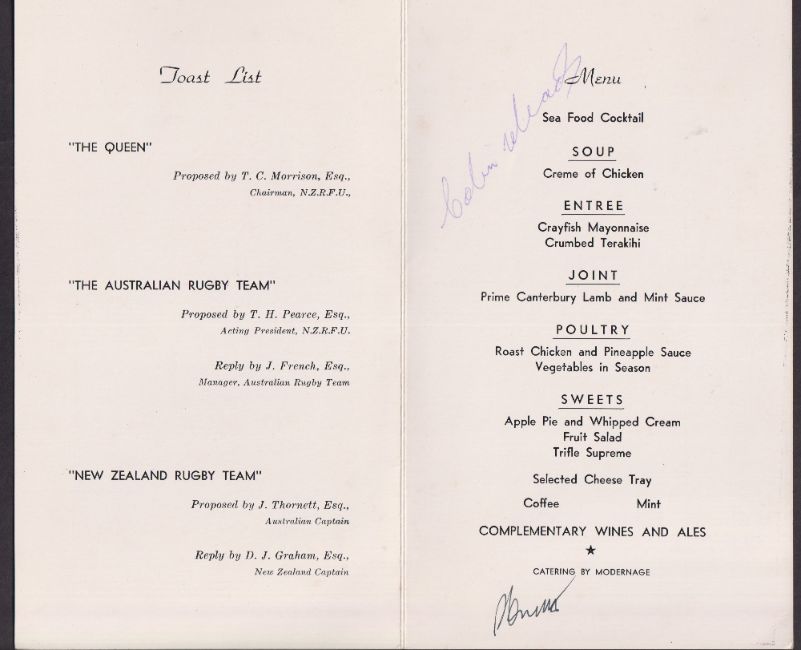 Toast List
"THE QUEEN"
Proposed by T. C. Morrison, Esq.,
Chairman, N.Z.R.F.U.,
"THE AUSTRALIAN RUGBY TEAM"
Proposed by T. H. Pearce, Esq.,
Acting President, N.Z.R.F.U.
Reply by J. French, Esq.,
Manager, Australian Rugby Team
"NEW ZEALAND RUGBY TEAM"
Proposed by J. Thornett, Esq.,
Australian Captain
Reply by D. J. Graham, Esq.,
New Zealand Captain
Menu
Sea Food Cocktail
SOUP
Creme of Chicken
ENTREE
Crayfish Mayonnaise
Crumbed Terakihi
JOINT
Prime Canterbury Lamb and Mint Sauce
POULTRY
Roast Chicken and Pineapple Sauce
Vegetables in Season
SWEETS
Apple Pie and Whipped Cream
Fruit Salad
Trifle Supreme
Selected Cheese Tray
Coffee Mint
COMPLEMENTARY WINES AND ALES
CATERING BY MODERNAGE
Colin